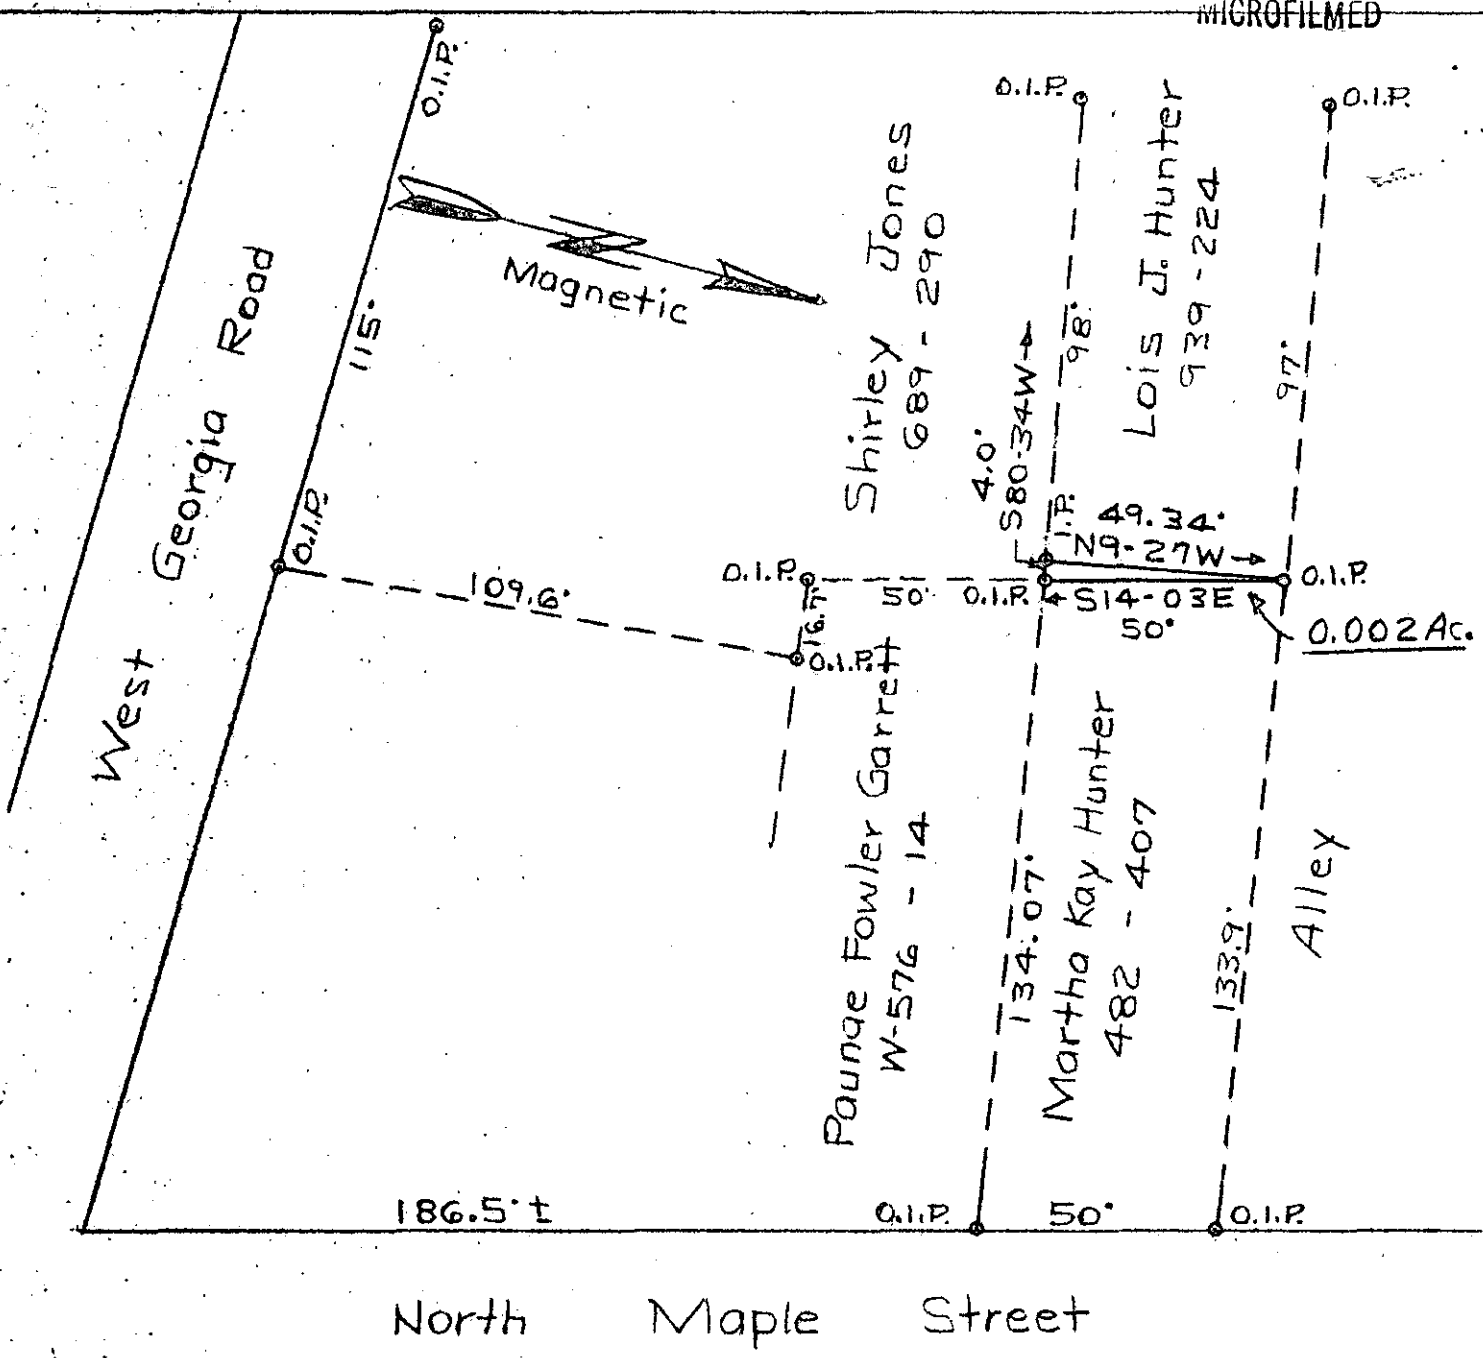 MICROFILMED
O.I.P.
O.I.P.
O.I.P.
Magnetic
West Georgia Road
115'
O.I.P.
Shirley Jones
689 - 290
Lois J. Hunter
939 - 224
98'
97'
4.0'
S80-34W
I.P.
49.34'
N9-27W
O.I.P.
109.6'
O.I.P.
50'
O.I.P.
S14-03E
50'
0.002 Ac.
16.7'
O.I.P.
Paunae Fowler Garrett
W-576 - 14
134.07'
Martha Kay Hunter
482 - 407
133.9'
Alley
186.5' ±
O.I.P.
50'
O.I.P.
North Maple Street